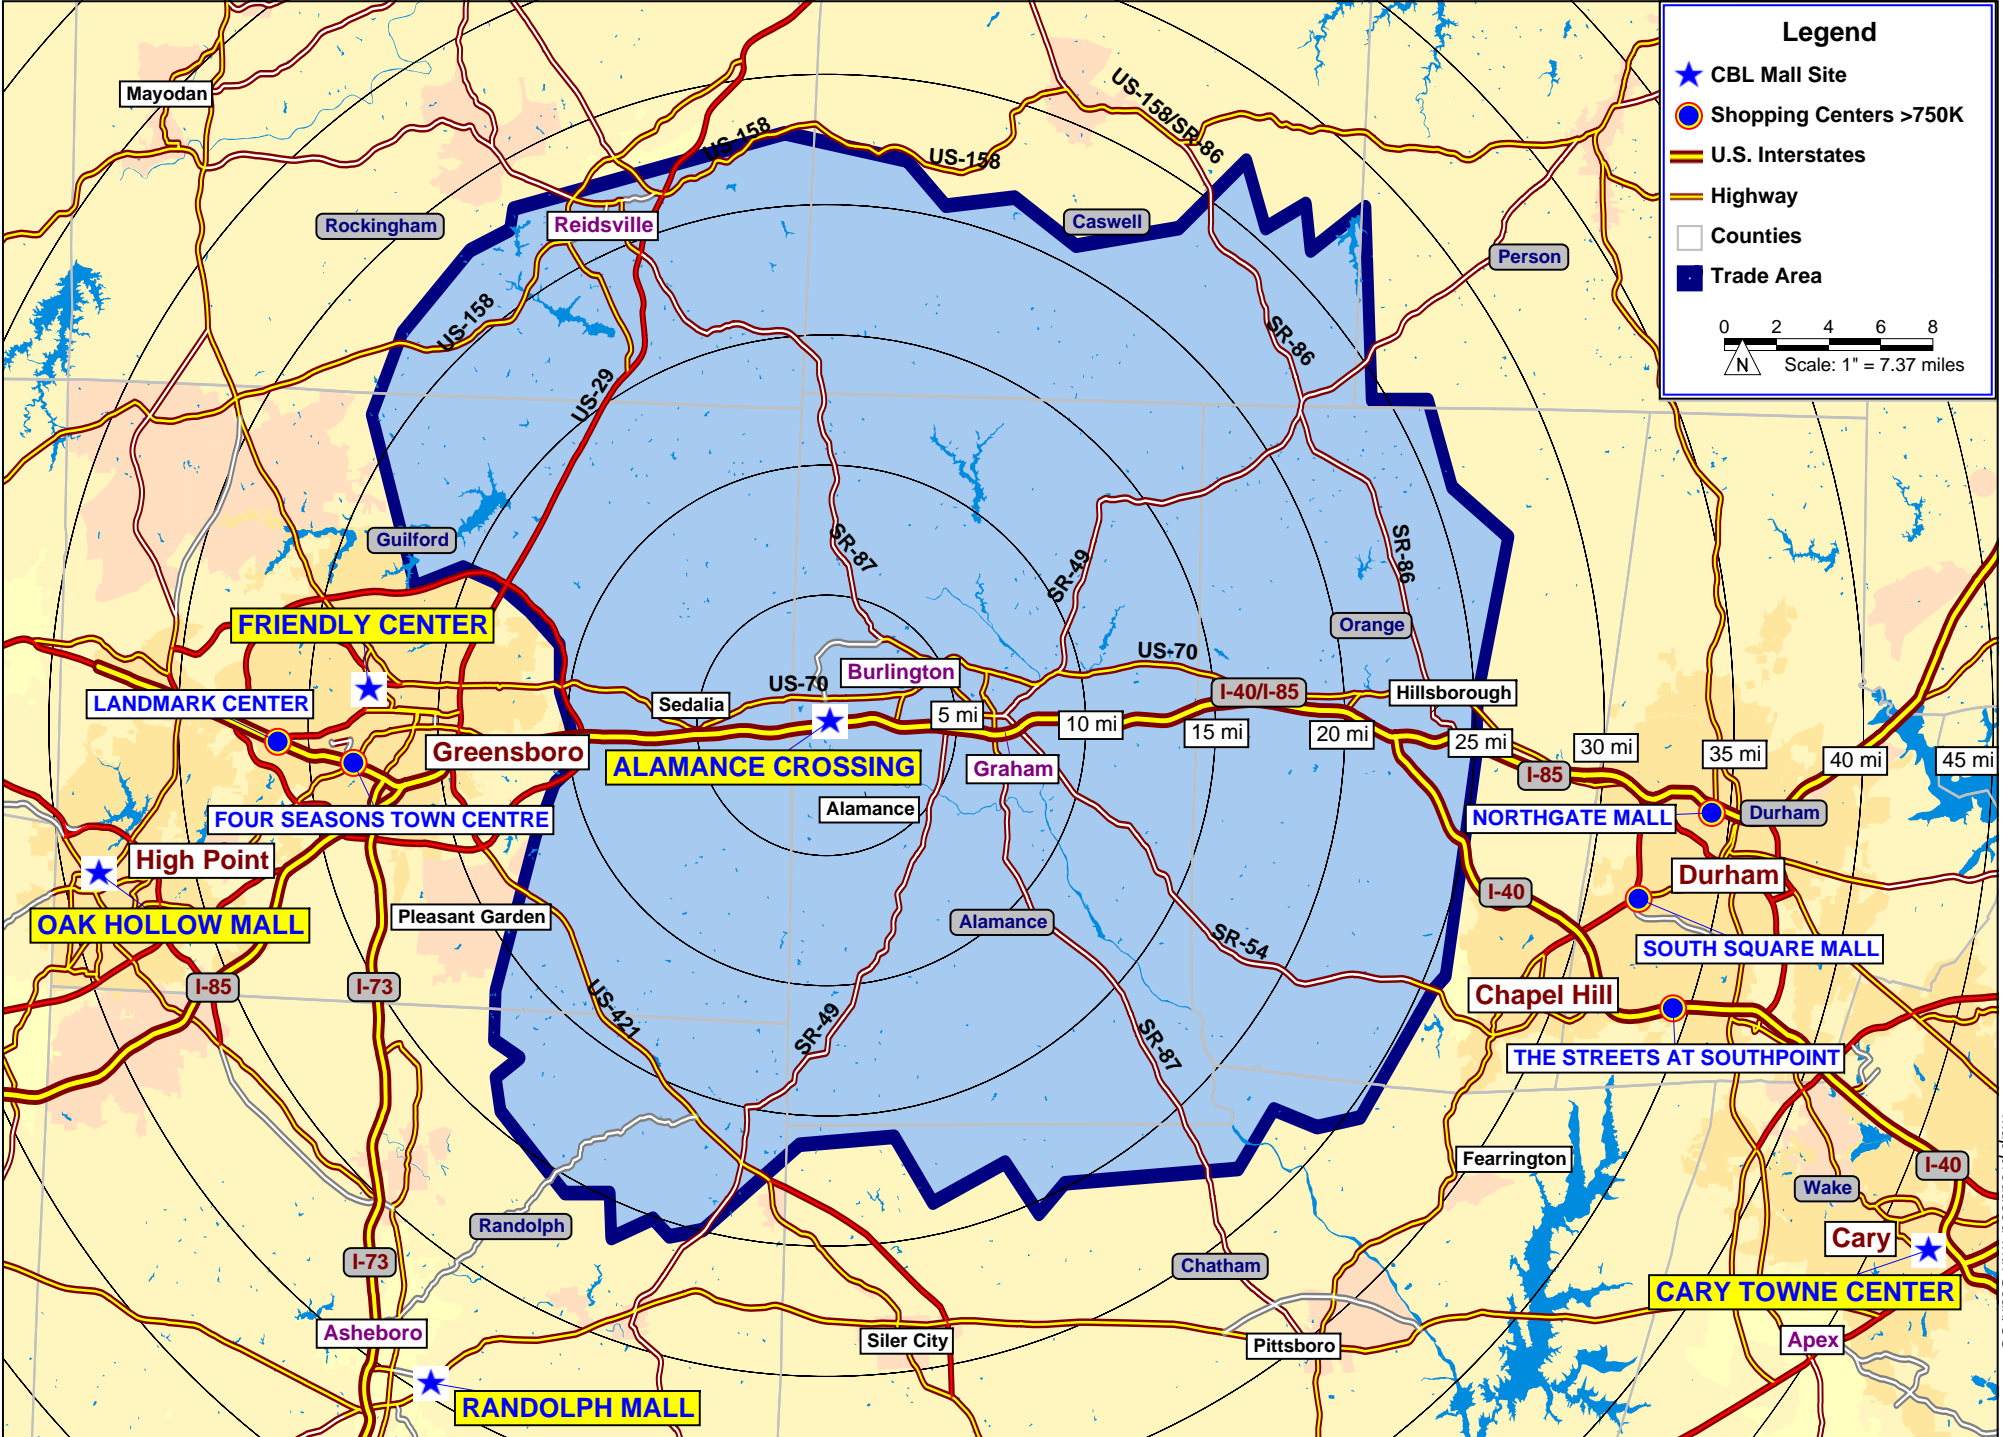 Legend
CBL Mall Site
Shopping Centers >750K
U.S. Interstates
Highway
Counties
Trade Area
0 2 4 6 8
N
Scale: 1" = 7.37 miles
Mayodan
US-158/SR-86
US-158
US-158
Rockingham
Reidsville
Caswell
Person
US-158
SR-86
US-29
Guilford
SR-87
SR-49
SR-86
FRIENDLY CENTER
Orange
US-70
Burlington
LANDMARK CENTER
Sedalia
US-70
I-40/I-85
Hillsborough
5 mi
10 mi
15 mi
20 mi
25 mi
30 mi
35 mi
40 mi
45 mi
Greensboro
ALAMANCE CROSSING
Graham
I-85
FOUR SEASONS TOWN CENTRE
Alamance
NORTHGATE MALL
Durham
High Point
Durham
OAK HOLLOW MALL
Pleasant Garden
Alamance
I-40
SR-54
SOUTH SQUARE MALL
I-85
I-73
US-421
SR-49
SR-87
Chapel Hill
THE STREETS AT SOUTHPOINT
Fearrington
I-40
Wake
Randolph
Cary
I-73
Chatham
CARY TOWNE CENTER
Asheboro
Siler City
Pittsboro
Apex
RANDOLPH MALL